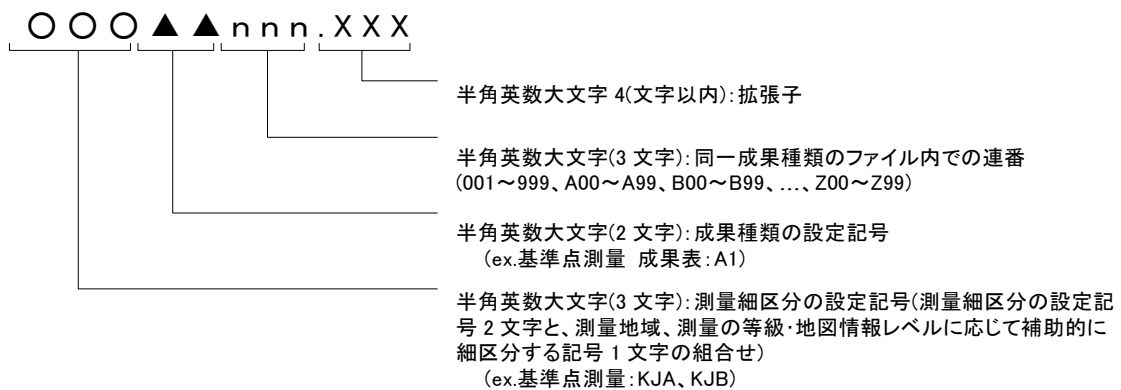 ○○○▲▲nnn.XXX
半角英数大文字 4(文字以内):拡張子
半角英数大文字(3 文字):同一成果種類のファイル内での連番
(001～999、A00～A99、B00～B99、...、Z00～Z99)
半角英数大文字(2 文字):成果種類の設定記号
(ex.基準点測量 成果表:A1)
半角英数大文字(3 文字):測量細区分の設定記号(測量細区分の設定記
号 2 文字と、測量地域、測量の等級・地図情報レベルに応じて補助的に
細区分する記号 1 文字の組合せ)
(ex.基準点測量:KJA、KJB)